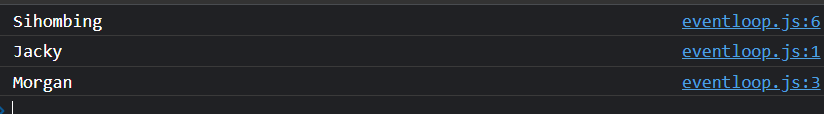 Sihombing eventloop.js:6
Jacky eventloop.js:1
Morgan eventloop.js:3